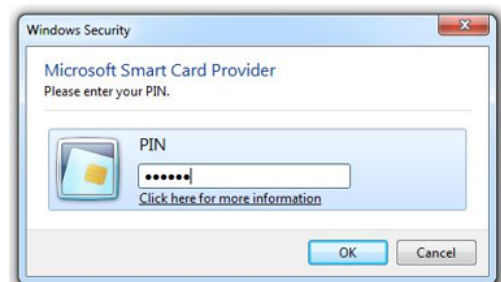 Windows Security
Microsoft Smart Card Provider
Please enter your PIN.
PIN
••••••
Click here for more information
OK
Cancel